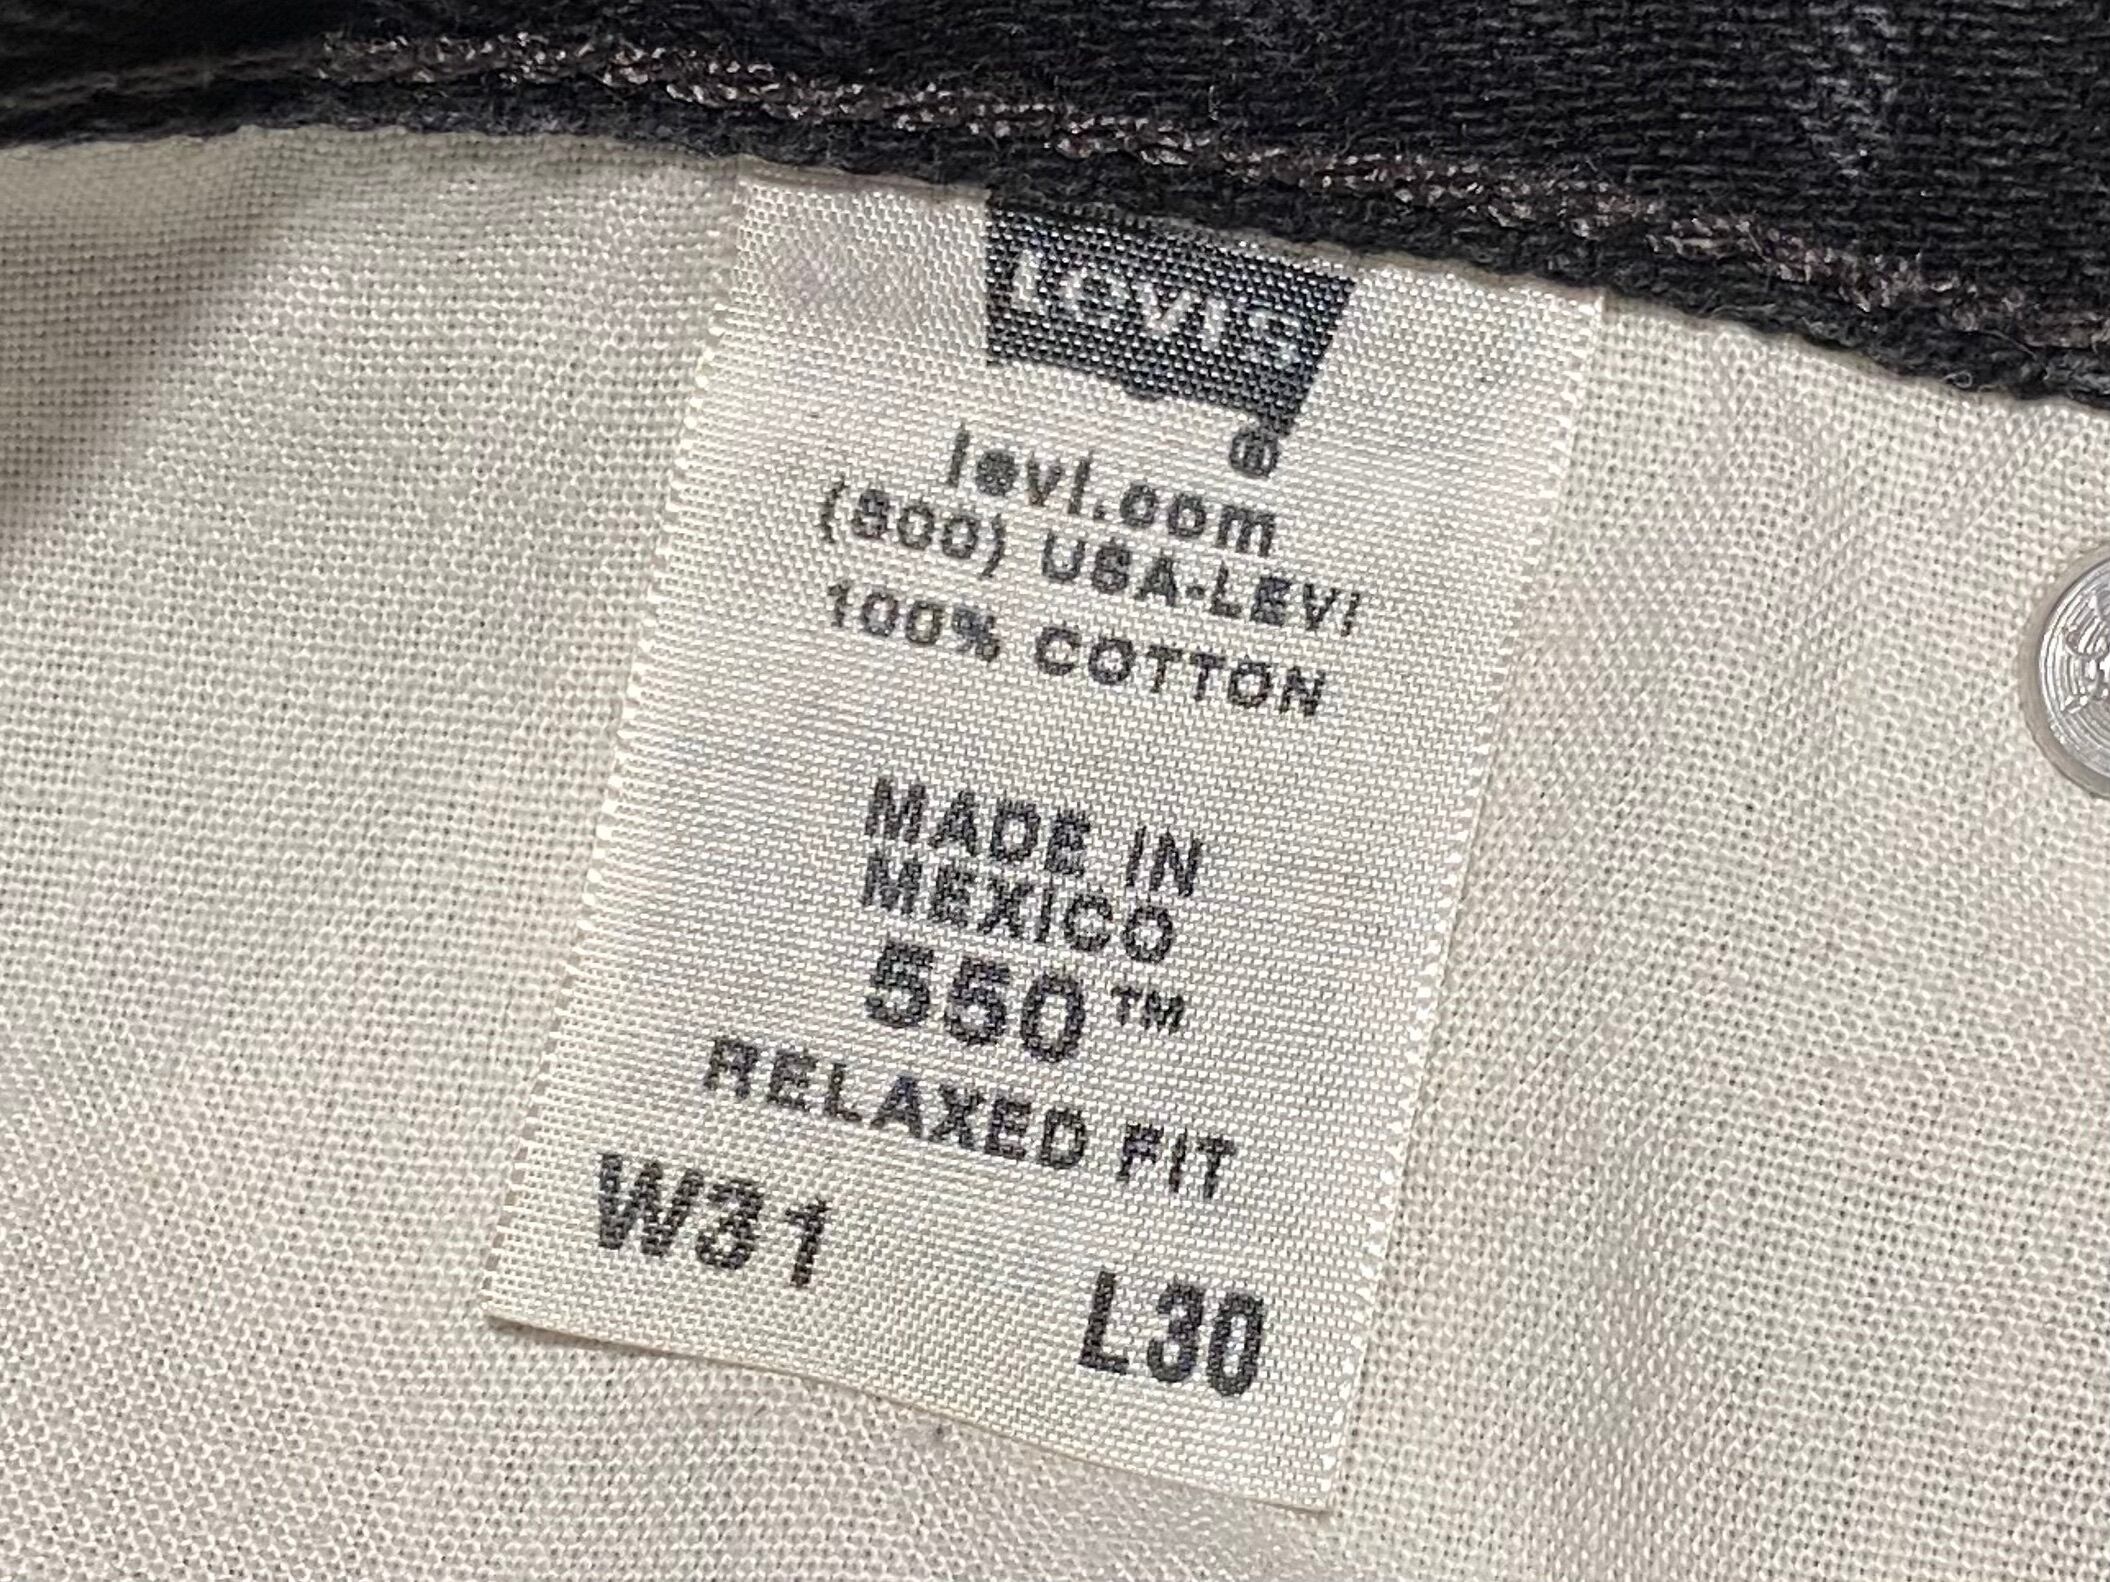 Levi's
®
levi.com
(800) USA-LEVI
100% COTTON
MADE IN
MEXICO
550™
RELAXED FIT
W31 L30